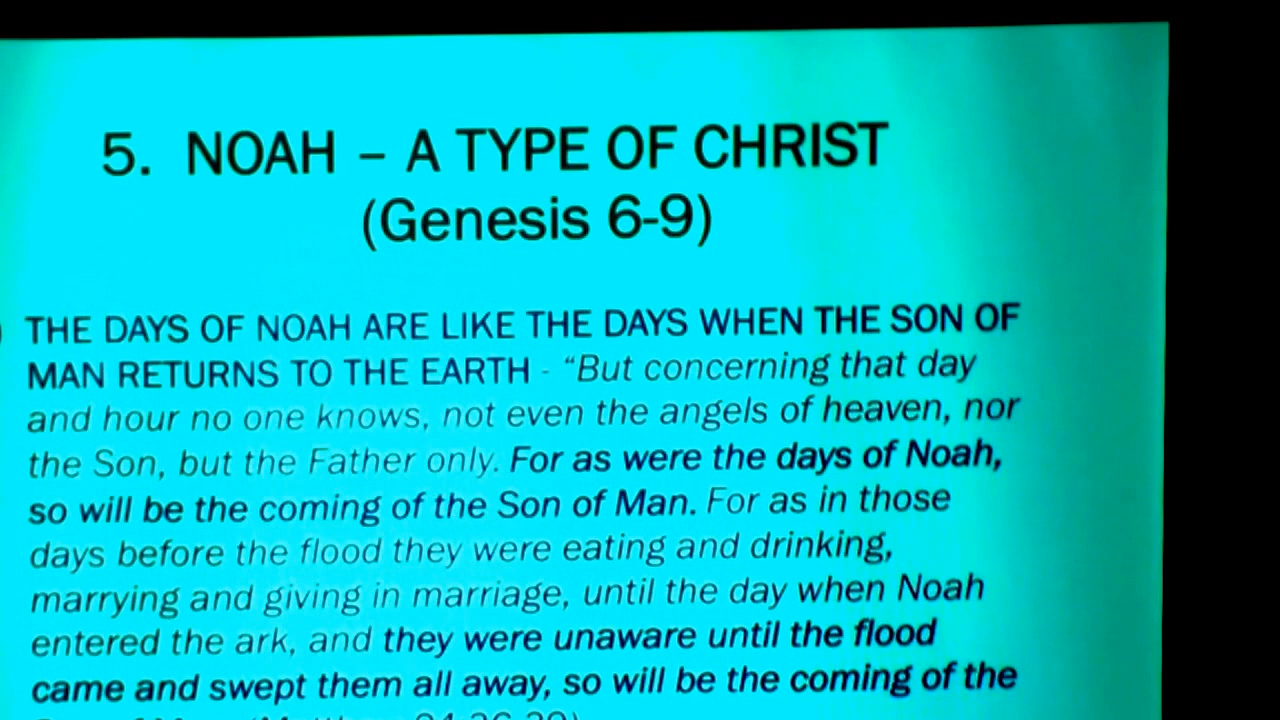 5. NOAH – A TYPE OF CHRIST
(Genesis 6-9)
THE DAYS OF NOAH ARE LIKE THE DAYS WHEN THE SON OF
MAN RETURNS TO THE EARTH - “But concerning that day
and hour no one knows, not even the angels of heaven, nor
the Son, but the Father only. For as were the days of Noah,
so will be the coming of the Son of Man. For as in those
days before the flood they were eating and drinking,
marrying and giving in marriage, until the day when Noah
entered the ark, and they were unaware until the flood
came and swept them all away, so will be the coming of the